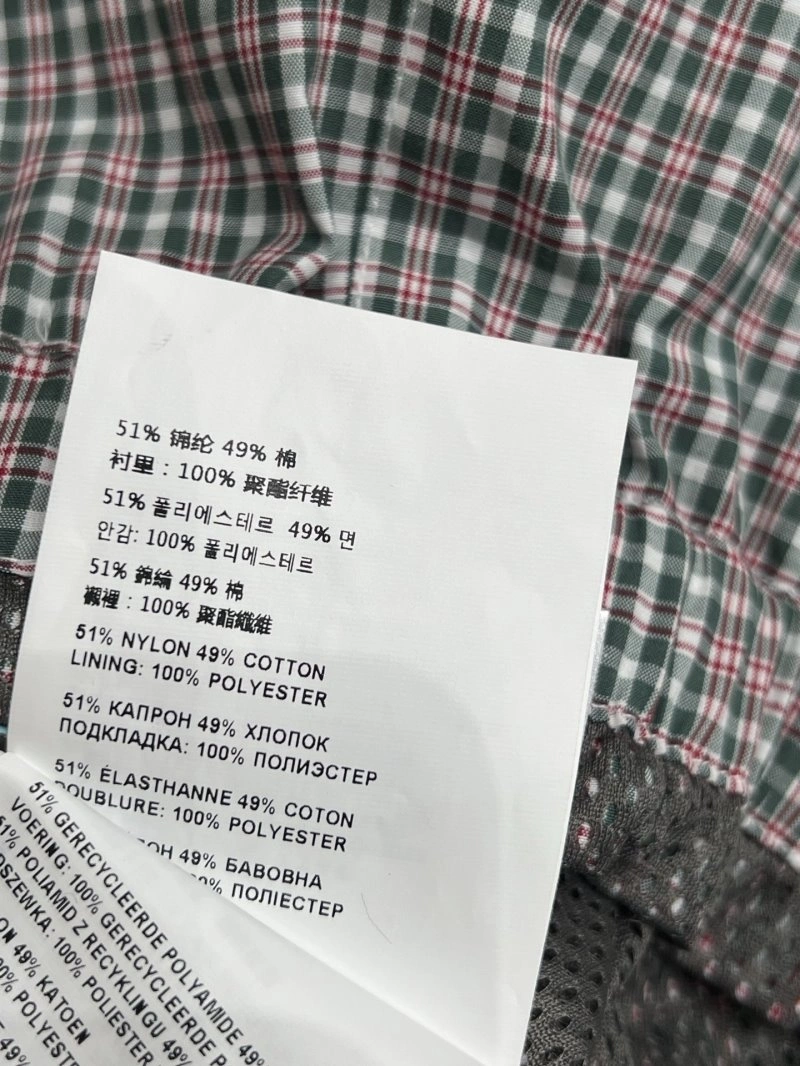 51% 锦纶 49% 棉
衬里：100% 聚酯纤维
51% 폴리에스테르 49% 면
안감: 100% 폴리에스테르
51% 錦綸 49% 棉
襯裡：100% 聚酯纖維
51% NYLON 49% COTTON
LINING: 100% POLYESTER
51% КАПРОН 49% ХЛОПОК
ПОДКЛАДКА: 100% ПОЛИЭСТЕР
51% ÉLASTHANNE 49% COTON
DOUBLURE: 100% POLYESTER
49% БАВОВНА
ПОЛІЕСТЕР
51% GERECYCLEERDE POLYAMIDE 49%
VOERING: 100% GERECYCLEERDE
51% POLIAMID Z RECYKLINGU 49%
100% POLIESTER
49% KATOEN
49%